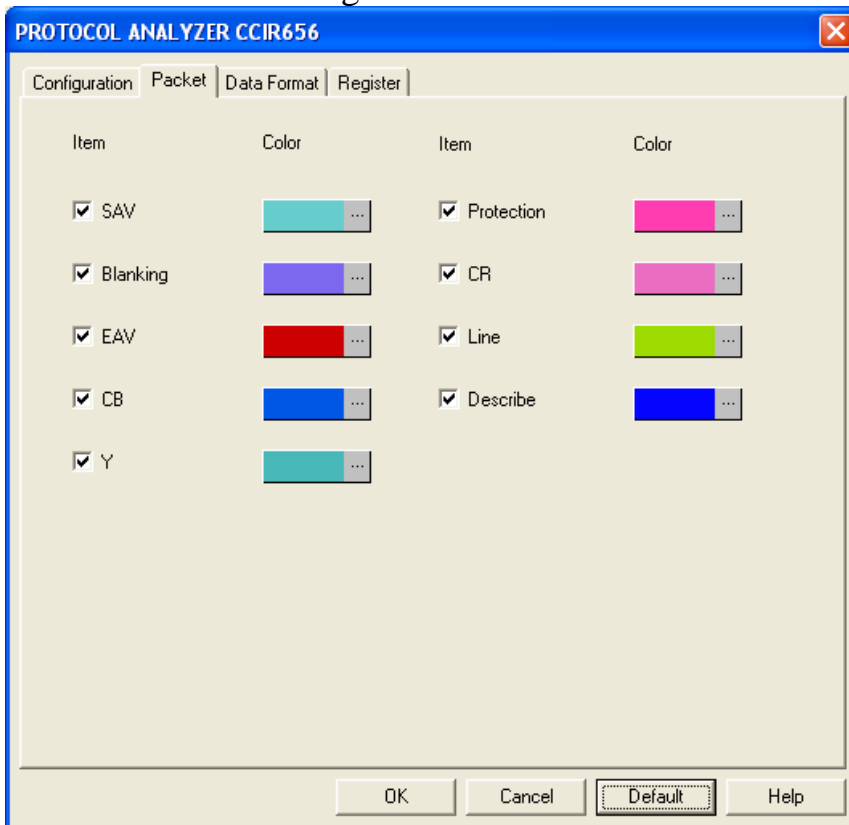 PROTOCOL ANALYZER CCIR656
Configuration Packet Data Format Register
Item Color Item Color
SAV ... Protection ...
Blanking ... CR ...
EAV ... Line ...
CB ... Describe ...
Y ...
OK Cancel Default Help